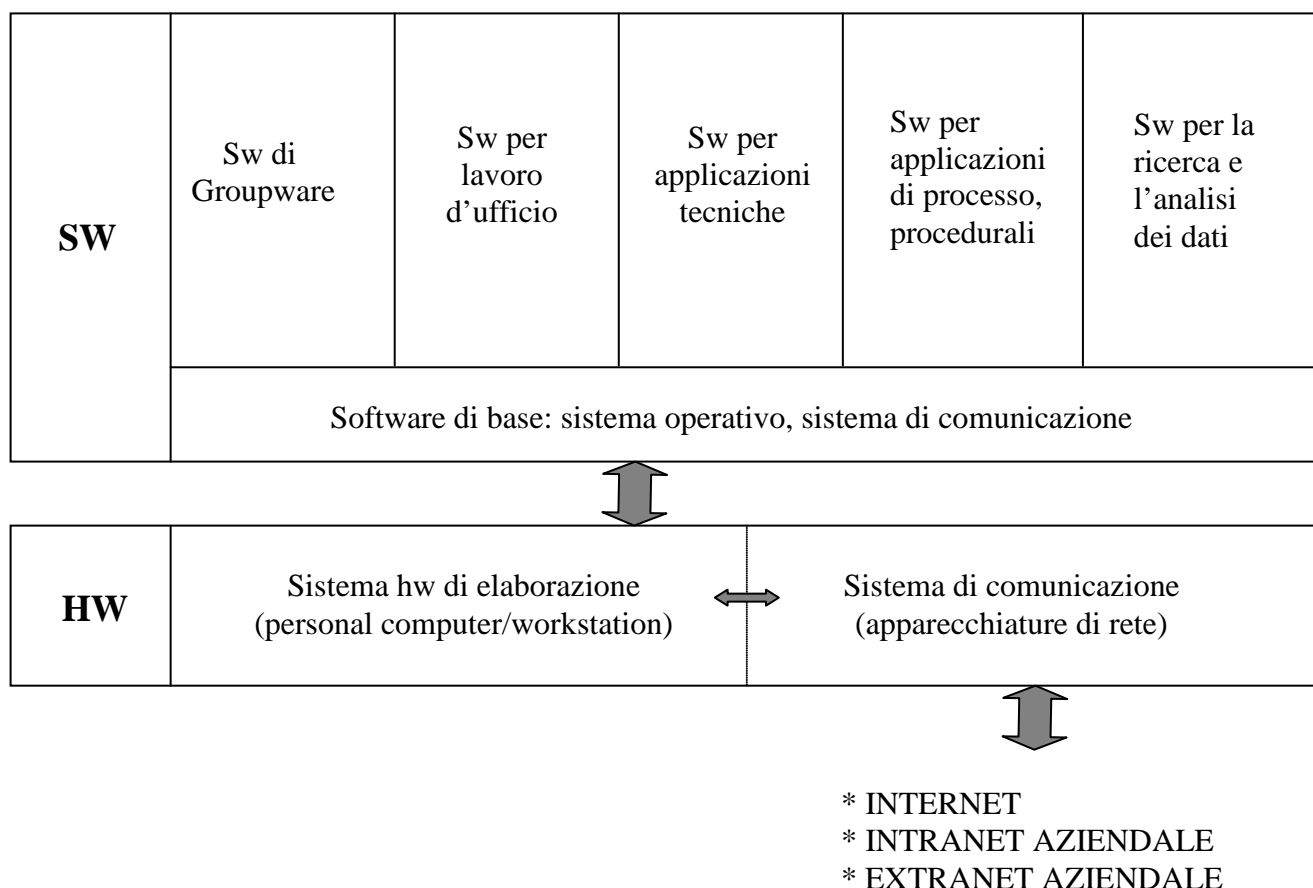 SW
Sw di
Groupware
Sw per
lavoro
d'ufficio
Sw per
applicazioni
tecniche
Sw per
applicazioni
di processo,
procedurali
Sw per la
ricerca e
l'analisi
dei dati
Software di base: sistema operativo, sistema di comunicazione
HW
Sistema hw di elaborazione
(personal computer/workstation)
Sistema di comunicazione
(apparecchiature di rete)
* INTERNET
* INTRANET AZIENDALE
* EXTRANET AZIENDALE